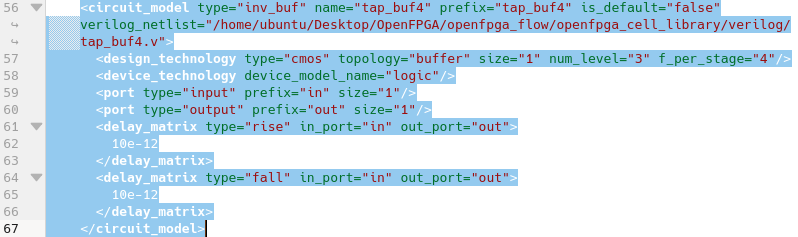 56 <circuit_model type="inv_buf" name="tap_buf4" prefix="tap_buf4" is_default="false"
verilog_netlist="/home/ubuntu/Desktop/OpenFPGA/openfpga_flow/openfpga_cell_library/verilog/
tap_buf4.v">
57 <design_technology type="cmos" topology="buffer" size="1" num_level="3" f_per_stage="4"/>
58 <device_technology device_model_name="logic"/>
59 <port type="input" prefix="in" size="1"/>
60 <port type="output" prefix="out" size="1"/>
61 <delay_matrix type="rise" in_port="in" out_port="out">
62 10e-12
63 </delay_matrix>
64 <delay_matrix type="fall" in_port="in" out_port="out">
65 10e-12
66 </delay_matrix>
67 </circuit_model>